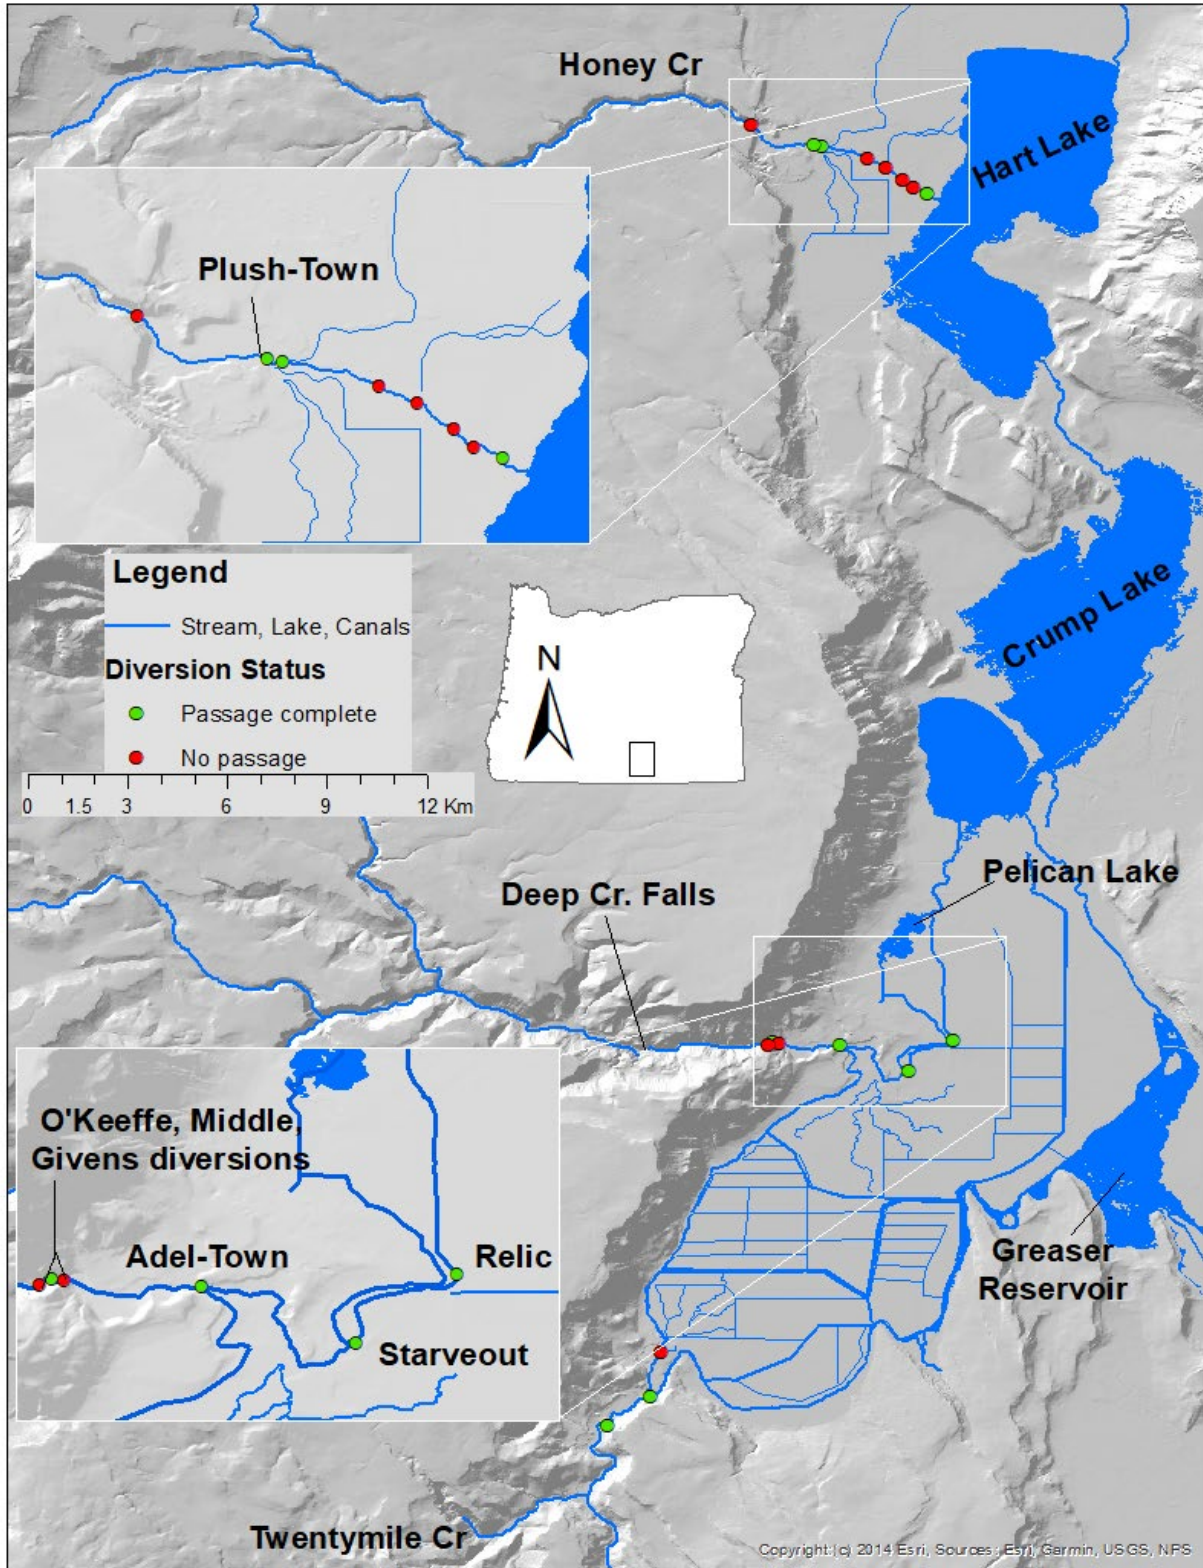 Honey Cr
Hart Lake
Plush-Town
Legend
Stream, Lake, Canals
Diversion Status
Passage complete
No passage
0 1.5 3 6 9 12 Km
N
Crump Lake
Pelican Lake
Deep Cr. Falls
O'Keeffe, Middle,
Givens diversions
Adel-Town
Relic
Starveout
Greaser
Reservoir
Twentymile Cr
Copyright:(c) 2014 Esri, Sources: Esri, Garmin, USGS, NPS